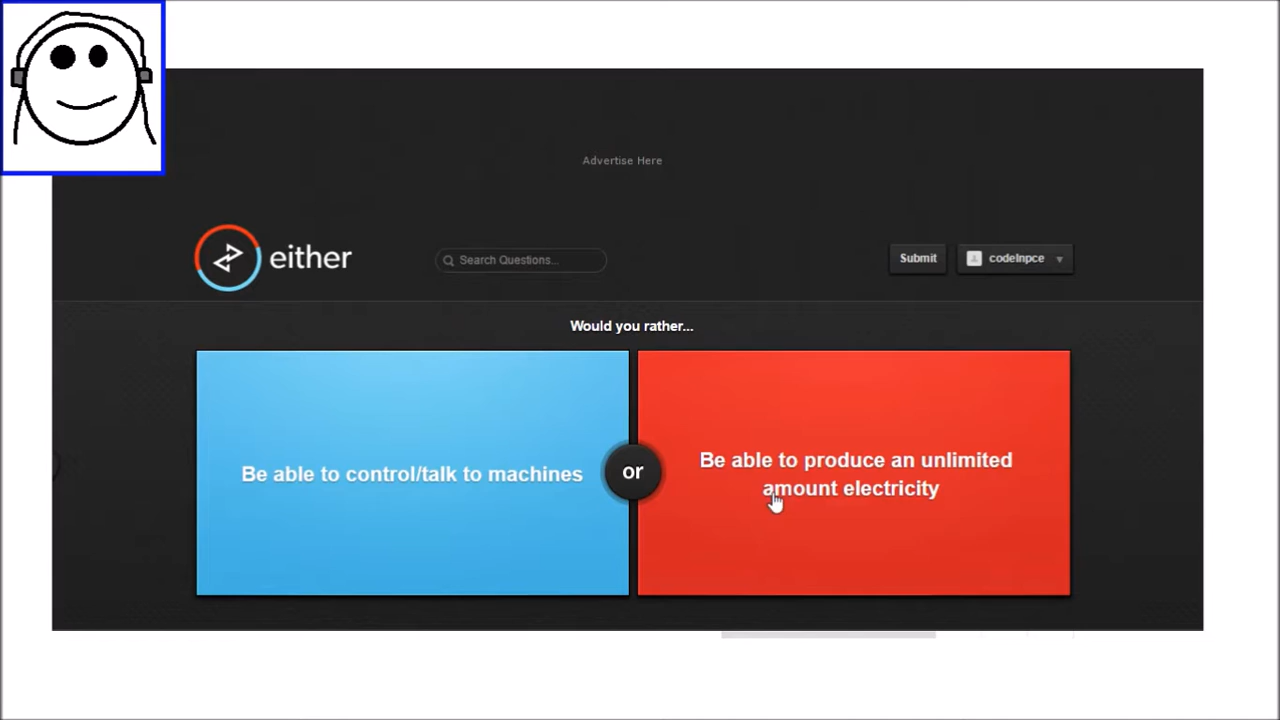 Advertise Here
either
Search Questions...
Submit
codelnpce
Would you rather...
Be able to control/talk to machines
or
Be able to produce an unlimited
amount electricity